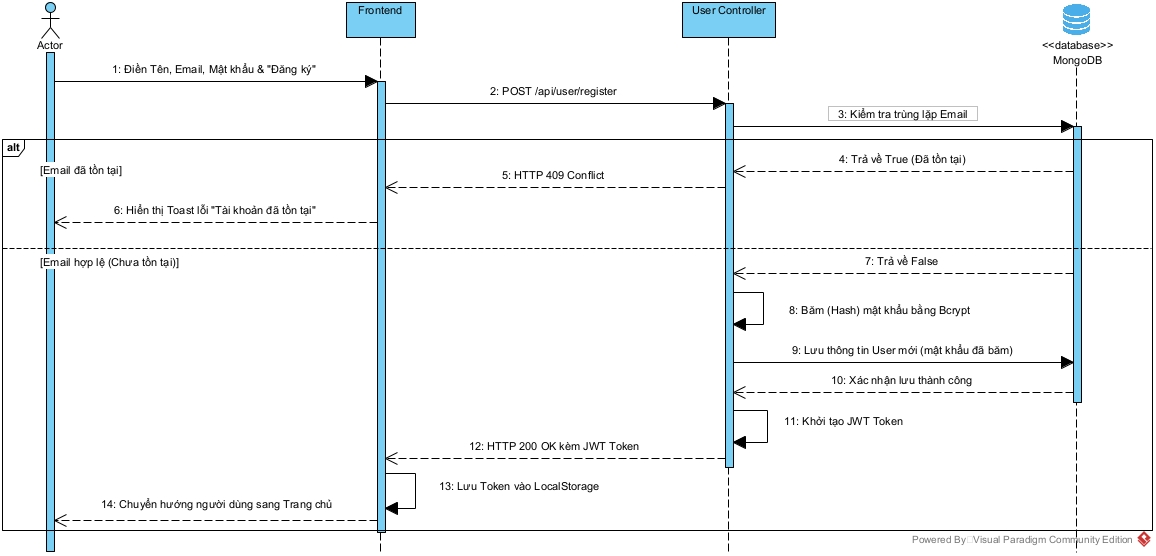 Frontend
User Controller
Actor
<<database>>
MongoDB
1: Điền Tên, Email, Mật khẩu & "Đăng ký"
2: POST /api/user/register
3: Kiểm tra trùng lặp Email
alt
[Email đã tồn tại]
4: Trả về True (Đã tồn tại)
5: HTTP 409 Conflict
6: Hiển thị Toast lỗi "Tài khoản đã tồn tại"
[Email hợp lệ (Chưa tồn tại)]
7: Trả về False
8: Băm (Hash) mật khẩu bằng Bcrypt
9: Lưu thông tin User mới (mật khẩu đã băm)
10: Xác nhận lưu thành công
11: Khởi tạo JWT Token
12: HTTP 200 OK kèm JWT Token
13: Lưu Token vào LocalStorage
14: Chuyển hướng người dùng sang Trang chủ
Powered By Visual Paradigm Community Edition